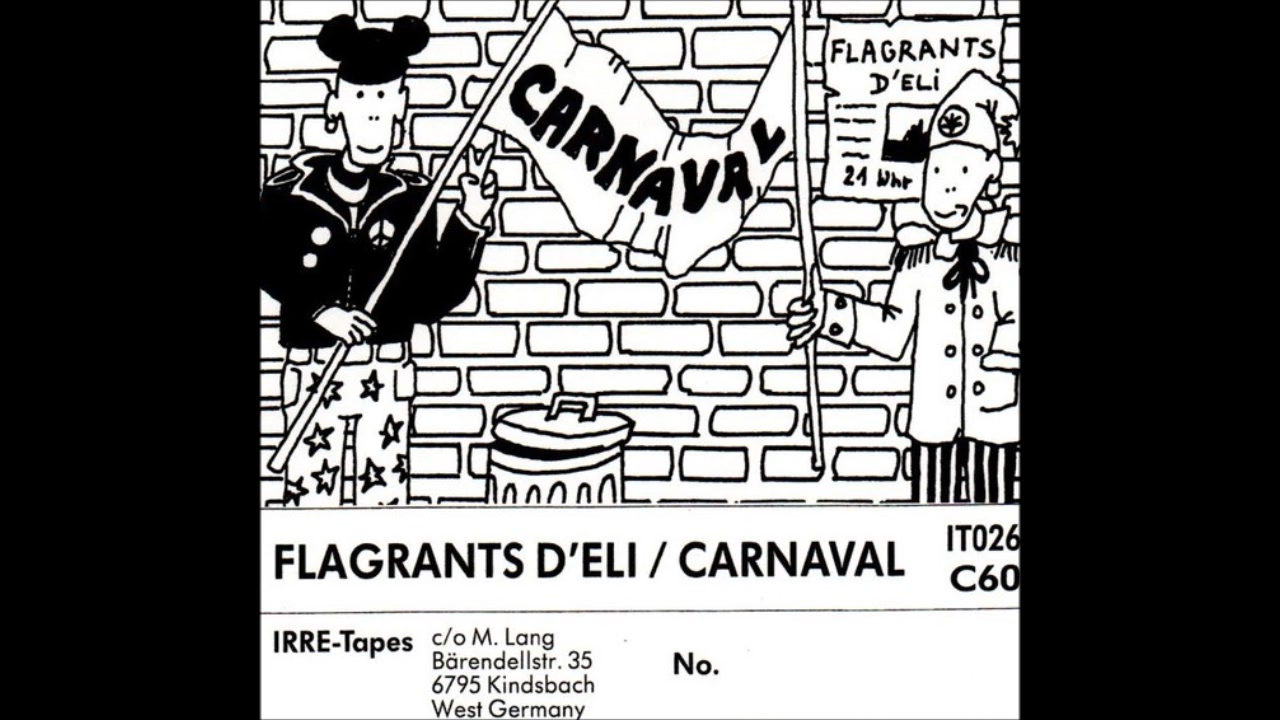 CARNAVAL
FLAGRANTS
D'ELi
21 Uhr
FLAGRANTS D'ELI / CARNAVAL
IT026
C60
IRRE-Tapes
c/o M. Lang
Bärendellstr. 35
6795 Kindsbach
West Germany
No.